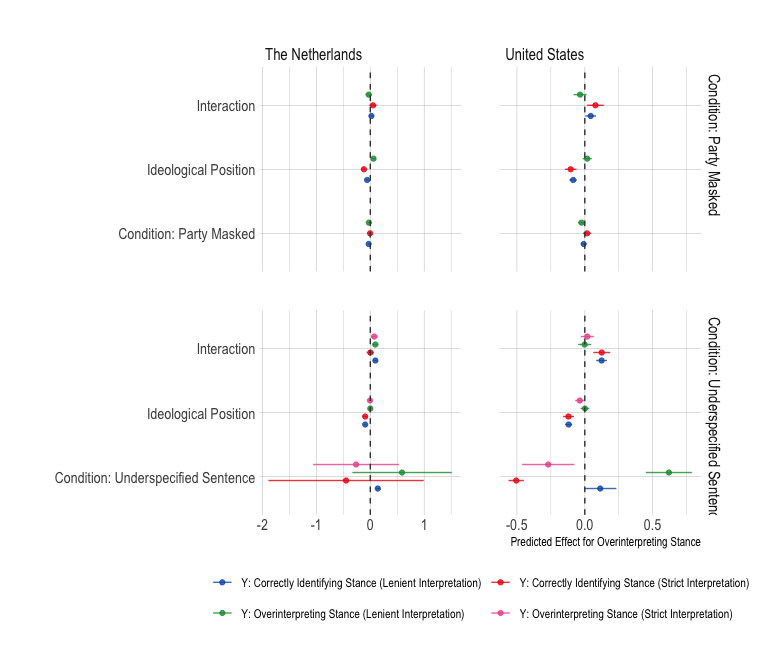 The Netherlands
United States
Interaction
Ideological Position
Condition: Party Masked
Condition: Party Masked
Interaction
Ideological Position
Condition: Underspecified Sentence
Condition: Underspecified Sentenc
-2
-1
0
1
-0.5
0.0
0.5
Predicted Effect for Overinterpreting Stance
Y: Correctly Identifying Stance (Lenient Interpretation)
Y: Correctly Identifying Stance (Strict Interpretation)
Y: Overinterpreting Stance (Lenient Interpretation)
Y: Overinterpreting Stance (Strict Interpretation)